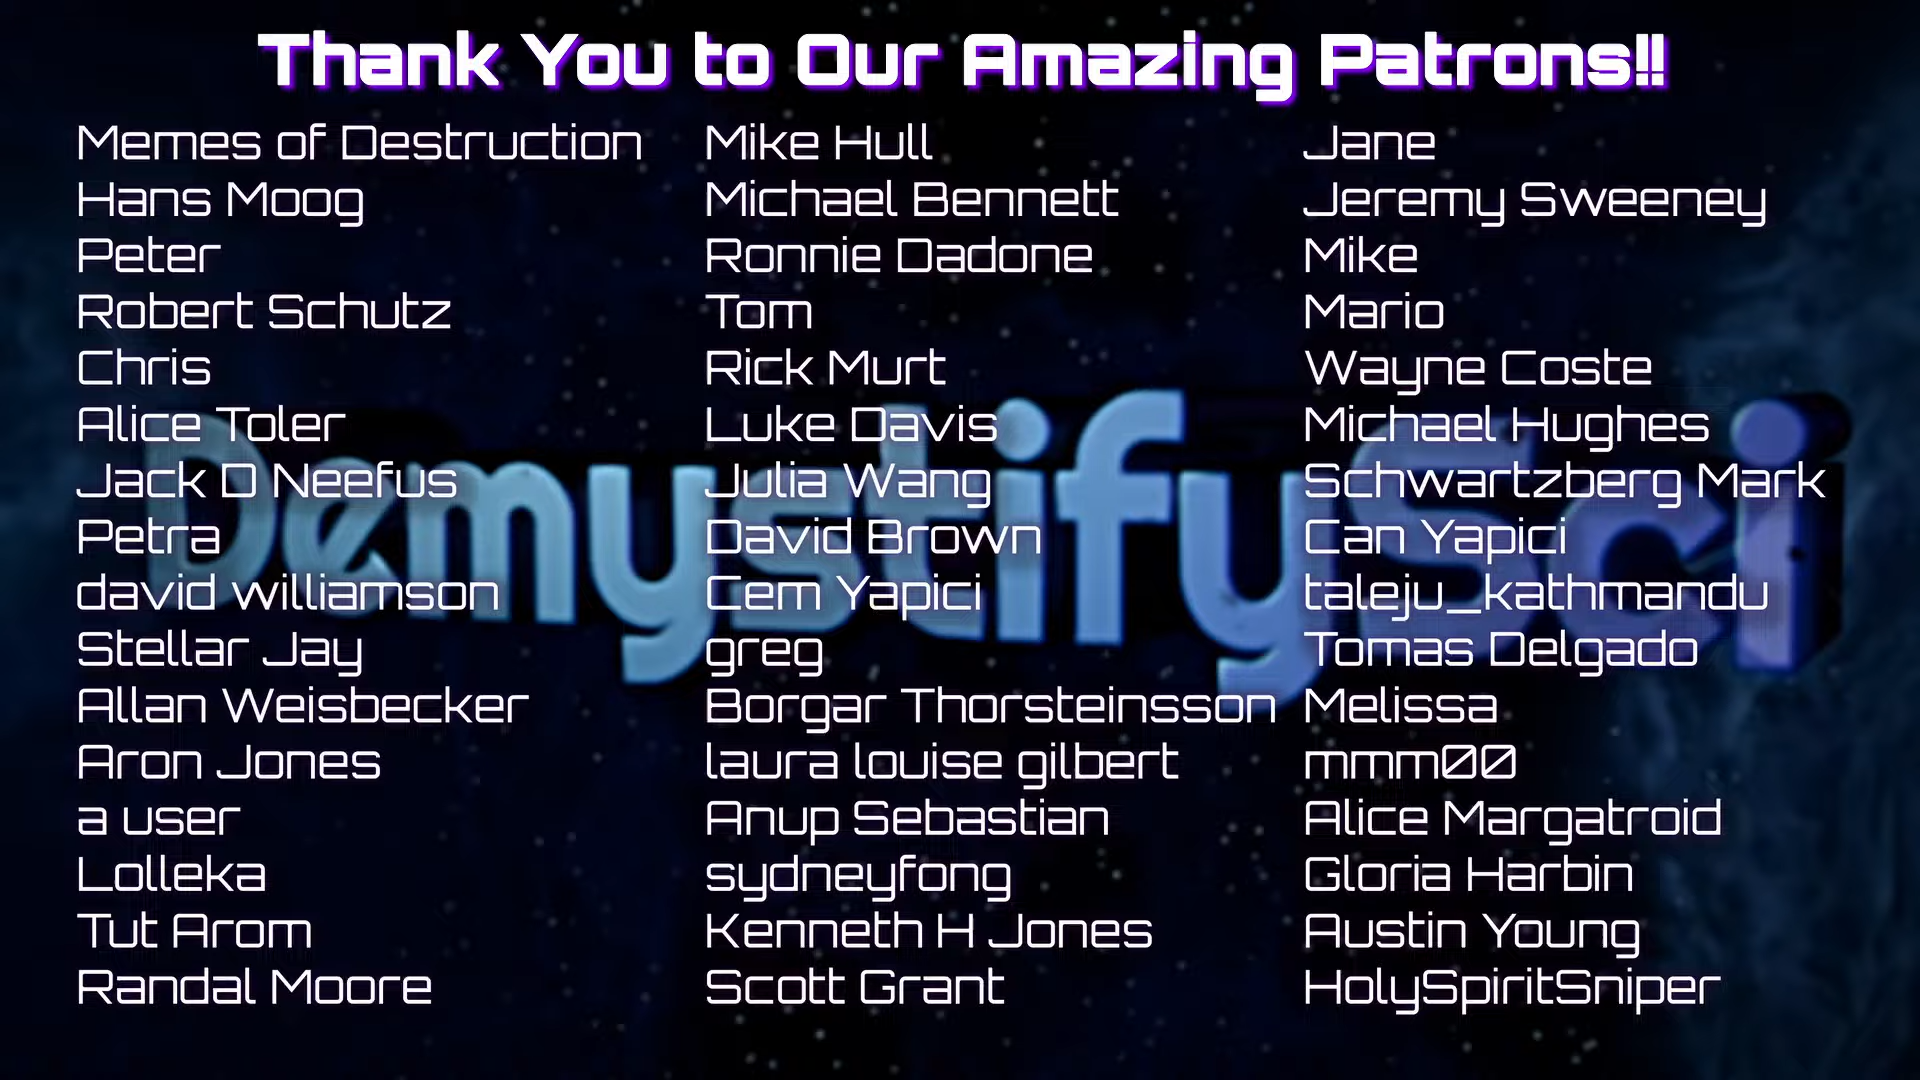 Thank You to Our Amazing Patrons!!
Memes of Destruction
Hans Moog
Peter
Robert Schutz
Chris
Alice Toler
Jack D Neefus
Petra
david williamson
Stellar Jay
Allan Weisbecker
Aron Jones
a user
Lolleka
Tut Arom
Randal Moore
Mike Hull
Michael Bennett
Ronnie Dadone
Tom
Rick Murt
Luke Davis
Julia Wang
David Brown
Cem Yapici
greg
Borgar Thorsteinsson
laura louise gilbert
Anup Sebastian
sydneyfong
Kenneth H Jones
Scott Grant
Jane
Jeremy Sweeney
Mike
Mario
Wayne Coste
Michael Hughes
Schwartzberg Mark
Can Yapici
taleju_kathmandu
Tomas Delgado
Melissa
mmm00
Alice Margatroid
Gloria Harbin
Austin Young
HolySpiritSniper
DemystifySci